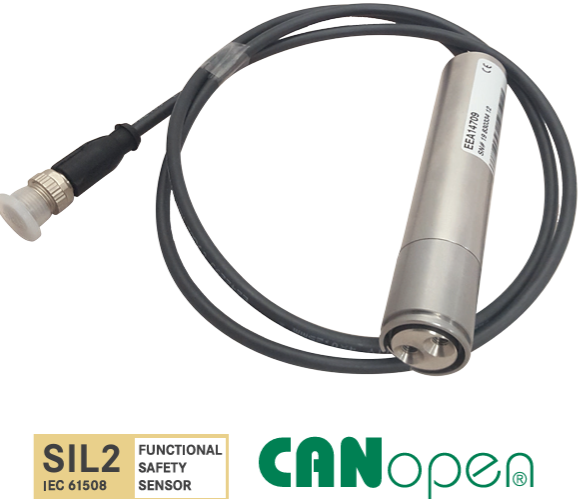 CE
EEA14709
SIL2
IEC 61508
FUNCTIONAL
SAFETY
SENSOR
CANopen®